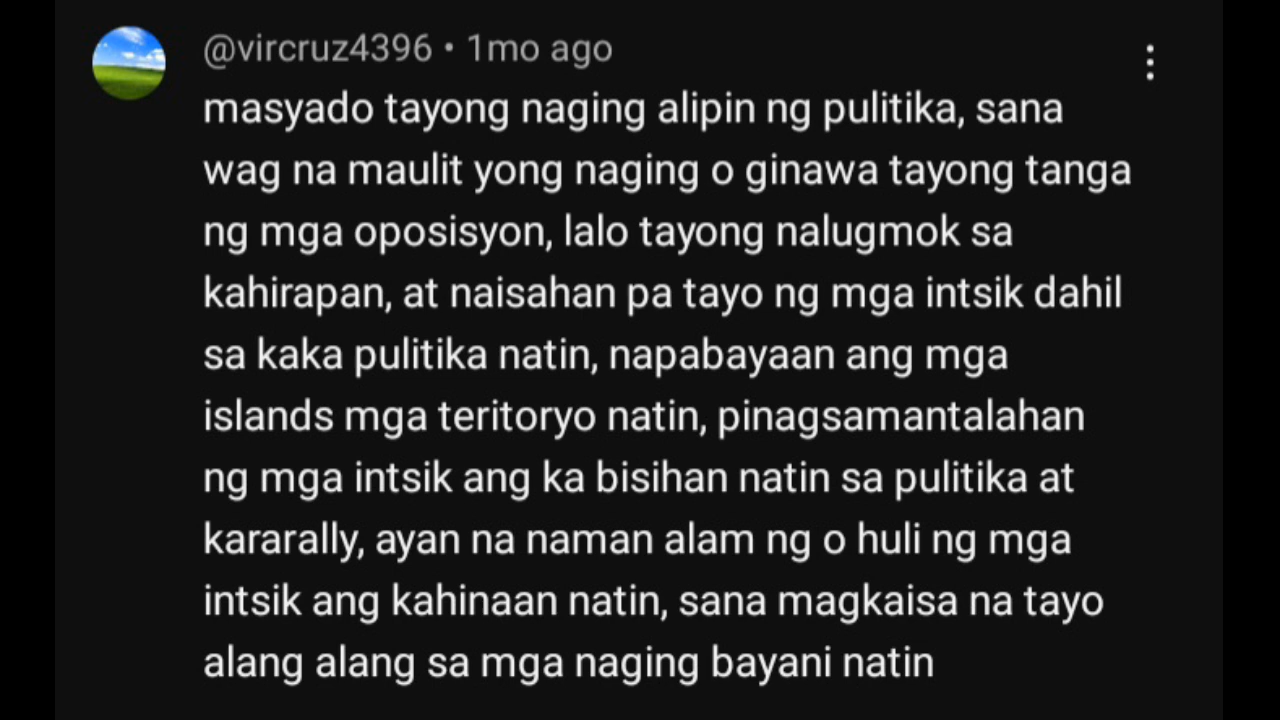 @vircruz4396 • 1mo ago
masyado tayong naging alipin ng pulitika, sana
wag na maulit yong naging o ginawa tayong tanga
ng mga oposisyon, lalo tayong nalugmok sa
kahirapan, at naisahan pa tayo ng mga intsik dahil
sa kaka pulitika natin, napabayaan ang mga
islands mga teritoryo natin, pinagsamantalahan
ng mga intsik ang ka bisihan natin sa pulitika at
kararally, ayan na naman alam ng o huli ng mga
intsik ang kahinaan natin, sana magkaisa na tayo
alang alang sa mga naging bayani natin